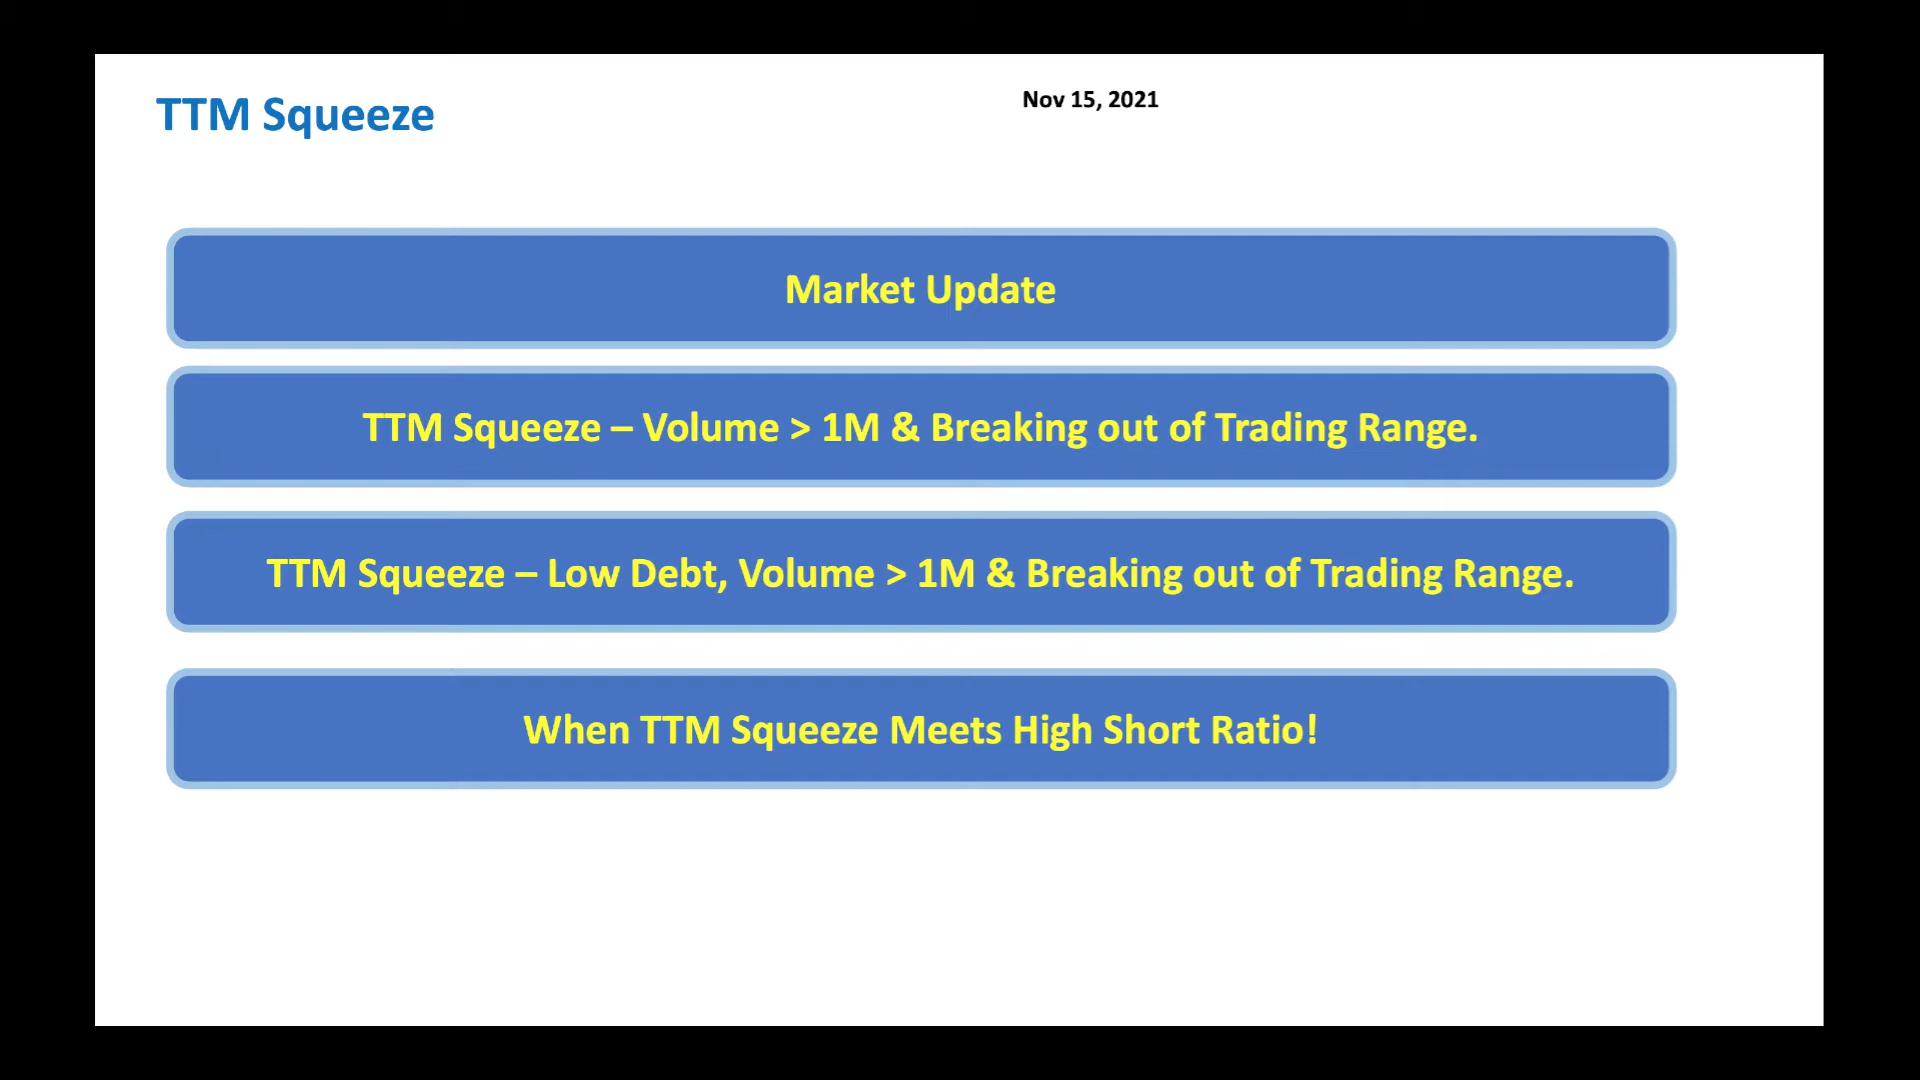 TTM Squeeze
Nov 15, 2021
Market Update
TTM Squeeze – Volume > 1M & Breaking out of Trading Range.
TTM Squeeze – Low Debt, Volume > 1M & Breaking out of Trading Range.
When TTM Squeeze Meets High Short Ratio!